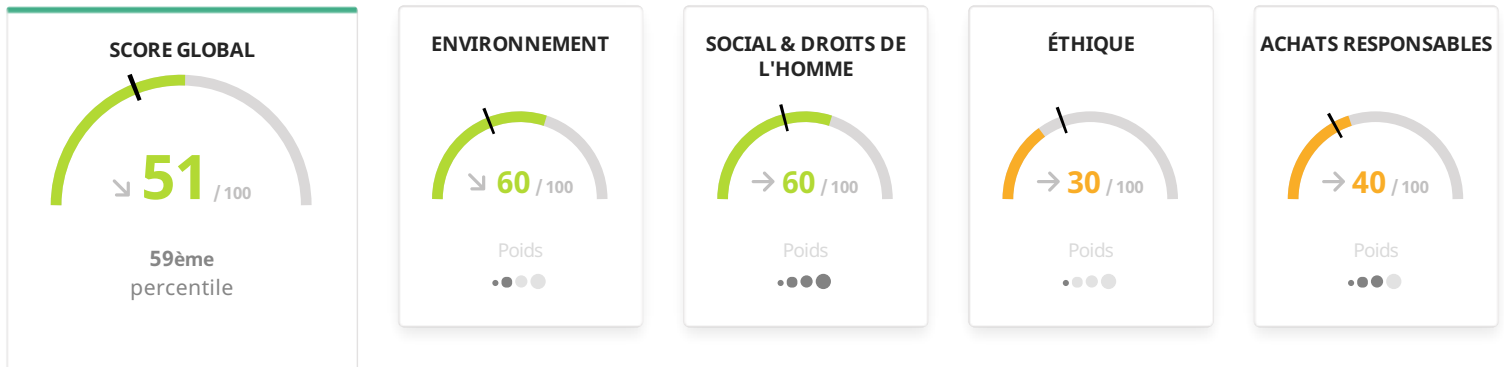 SCORE GLOBAL
51 / 100
59ème
percentile
ENVIRONNEMENT
60 / 100
Poids
SOCIAL & DROITS DE
L'HOMME
60 / 100
Poids
ÉTHIQUE
30 / 100
Poids
ACHATS RESPONSABLES
40 / 100
Poids